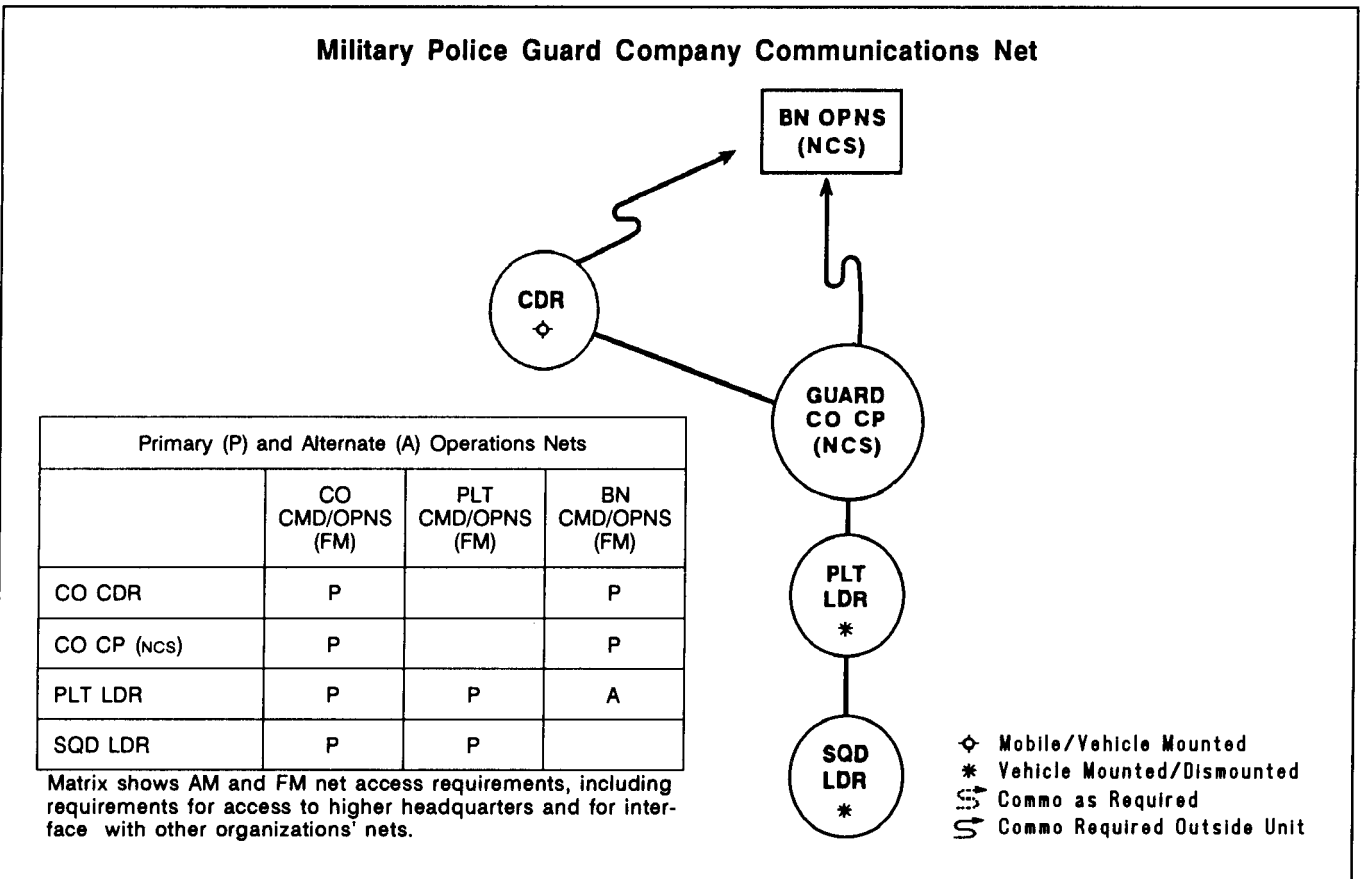 Military Police Guard Company Communications Net
BN OPNS
(NCS)
CDR
GUARD
CO CP
(NCS)
PLT
LDR
*
SQD
LDR
*
Primary (P) and Alternate (A) Operations Nets
CO CMD/OPNS (FM) PLT CMD/OPNS (FM) BN CMD/OPNS (FM)
CO CDR P P
CO CP (NCS) P P
PLT LDR P P A
SQD LDR P P
Matrix shows AM and FM net access requirements, including
requirements for access to higher headquarters and for inter-
face with other organizations' nets.
Mobile/Vehicle Mounted
* Vehicle Mounted/Dismounted
Commo as Required
Commo Required Outside Unit